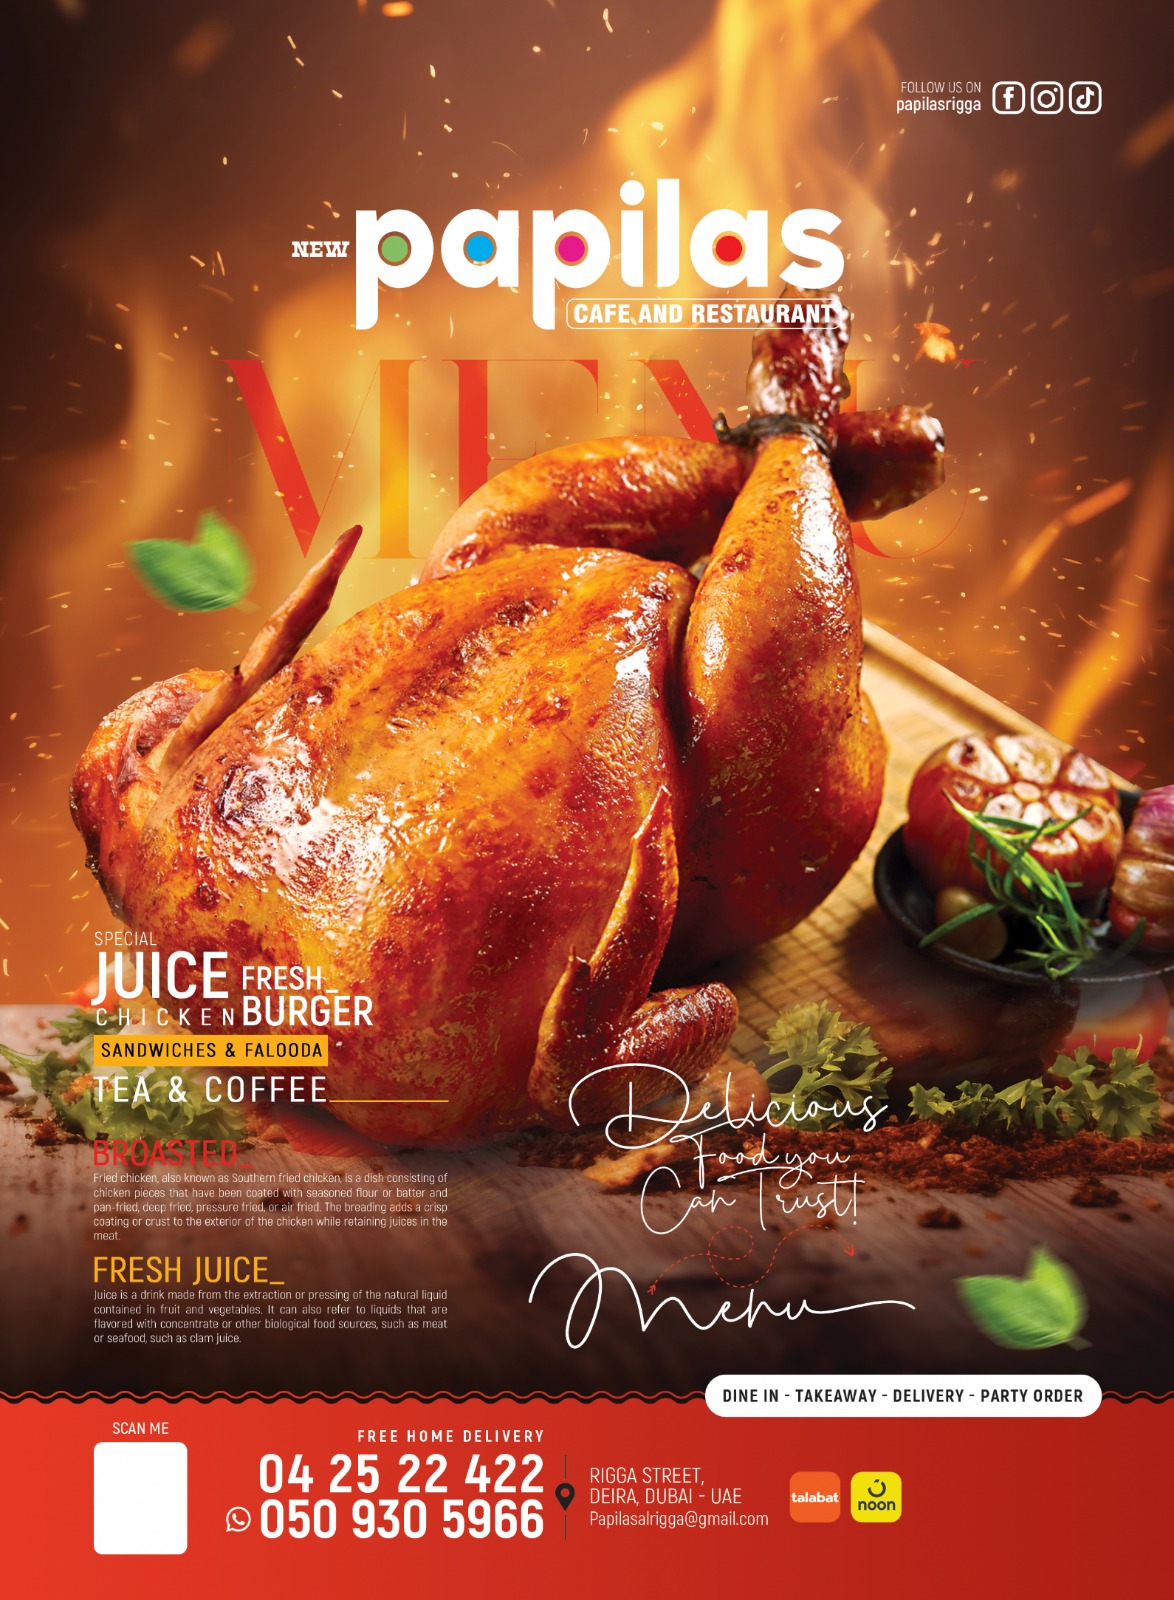 FOLLOW US ON
papilasrigga
NEW papilas
CAFE AND RESTAURANT
MENU
SPECIAL
JUICE FRESH_
CHICKEN BURGER
SANDWICHES & FALOODA
TEA & COFFEE
BROASTED_
Fried chicken, also known as Southern fried chicken, is a dish consisting of
chicken pieces that have been coated with seasoned flour or batter and
pan-fried, deep fried, pressure fried, or air fried. The breading adds a crisp
coating or crust to the exterior of the chicken while retaining juices in the
meat.
FRESH JUICE_
Juice is a drink made from the extraction or pressing of the natural liquid
contained in fruit and vegetables. It can also refer to liquids that are
flavored with concentrate or other biological food sources, such as meat
or seafood, such as clam juice.
Delicious
Food you
Can Trust!
Menu
DINE IN - TAKEAWAY - DELIVERY - PARTY ORDER
SCAN ME
FREE HOME DELIVERY
04 25 22 422
050 930 5966
RIGGA STREET,
DEIRA, DUBAI - UAE
Papilasalrigga@gmail.com
talabat
noon